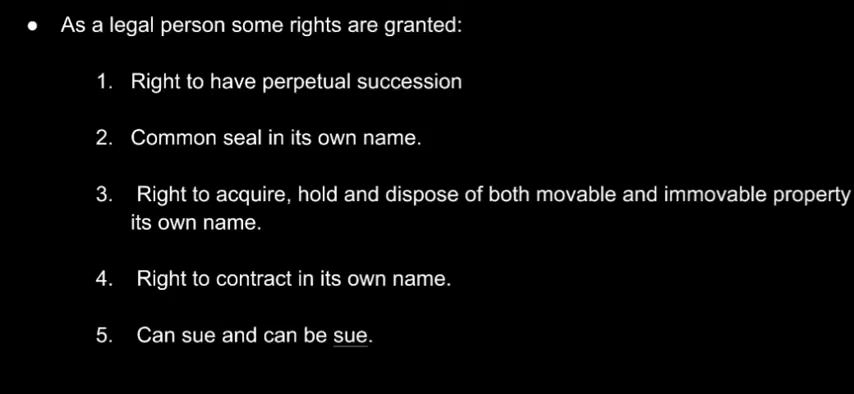 ● As a legal person some rights are granted:
1. Right to have perpetual succession
2. Common seal in its own name.
3. Right to acquire, hold and dispose of both movable and immovable property
its own name.
4. Right to contract in its own name.
5. Can sue and can be sue.